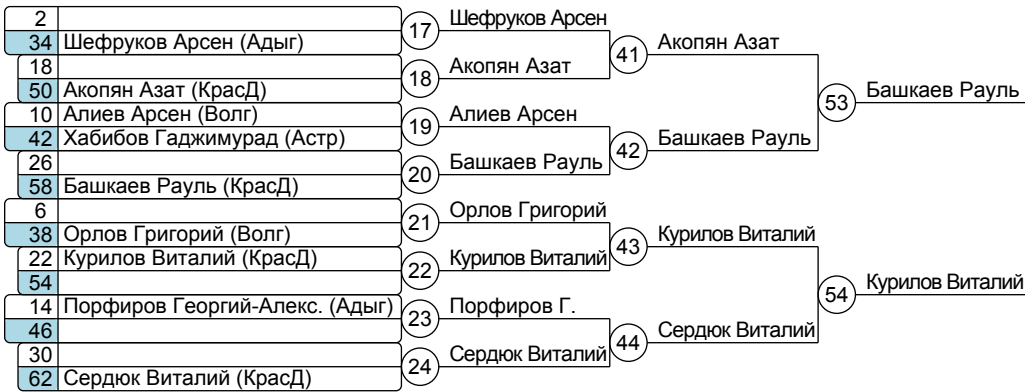 2
34 Шефруков Арсен (Адыг)
18
50 Акопян Азат (КрасД)
10 Алиев Арсен (Волг)
42 Хабибов Гаджимурад (Астр)
26
58 Башкаев Рауль (КрасД)
6
38 Орлов Григорий (Волг)
22 Курилов Виталий (КрасД)
54
14 Порфиров Георгий-Алекс. (Адыг)
46
30
62 Сердюк Виталий (КрасД)
17 Шефруков Арсен
18 Акопян Азат
19 Алиев Арсен
20 Башкаев Рауль
21 Орлов Григорий
22 Курилов Виталий
23 Порфиров Г.
24 Сердюк Виталий
41 Акопян Азат
42 Башкаев Рауль
43 Курилов Виталий
44 Сердюк Виталий
53 Башкаев Рауль
54 Курилов Виталий